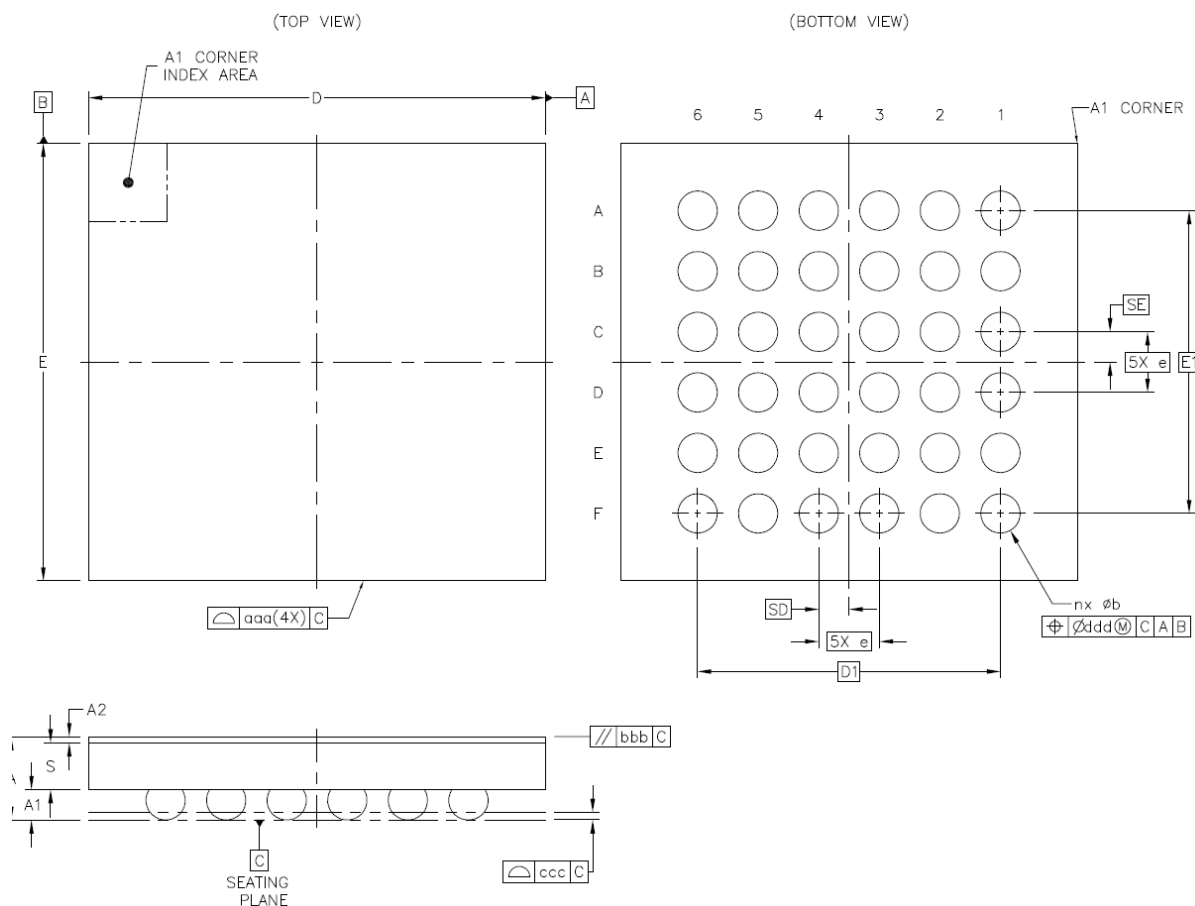 (TOP VIEW)
(BOTTOM VIEW)
A1 CORNER
INDEX AREA
B
D
A
6 5 4 3 2 1
A1 CORNER
A
B
C
D
E
F
E
SE
5X e
E1
aaa(4X) C
SD
5X e
D1
nx Øb
Øddd Ⓜ C A B
A2
S
A1
// bbb C
C
SEATING
PLANE
ccc C